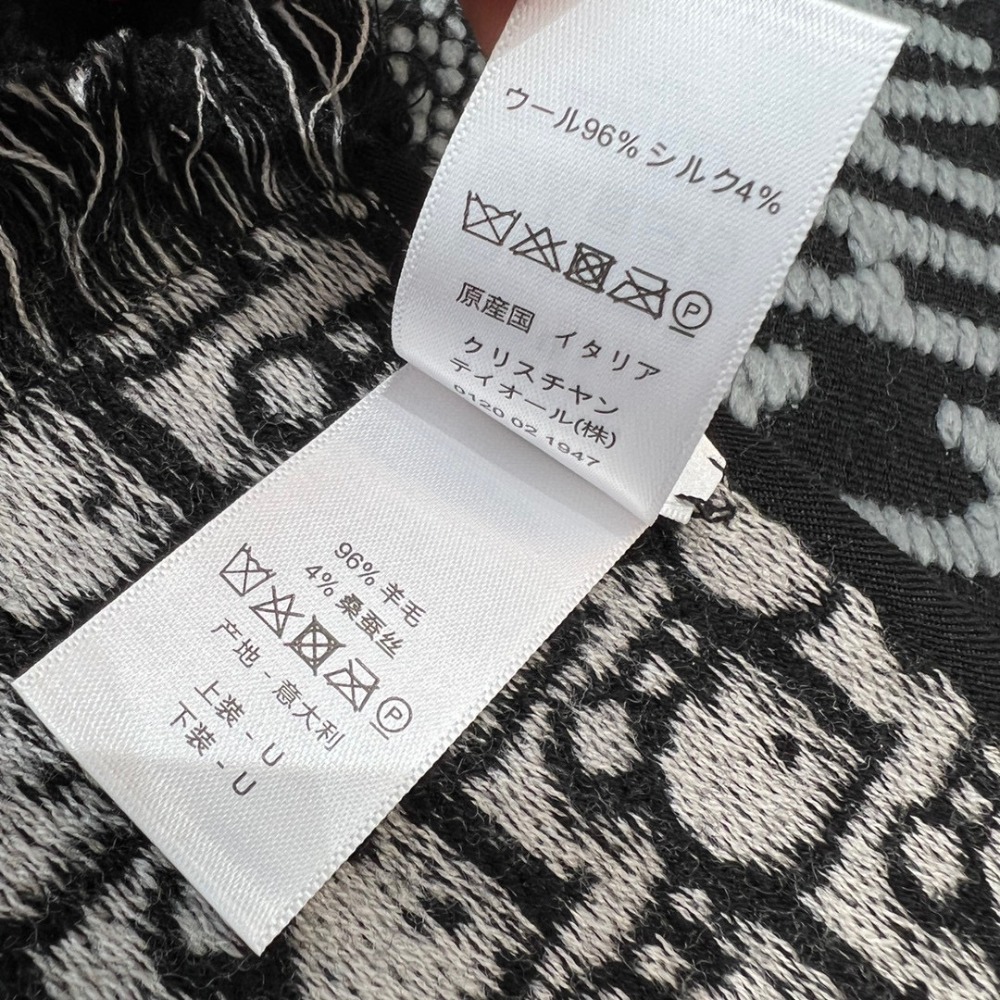 ウール96% シルク4%
P
原産国 イタリア
クリスチャン
ディオール(株)
0120 02 1947
96% 羊毛
4% 桑蚕丝
P
产地 - 意大利
上装 - U
下装 - U